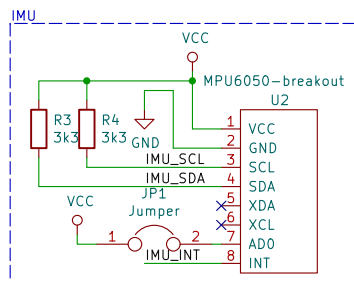 IMU
VCC
MPU6050-breakout
U2
R3
3k3
R4
3k3
GND
1 VCC
2 GND
IMU_SCL 3 SCL
IMU_SDA 4 SDA
5 XDA
6 XCL
7 AD0
IMU_INT 8 INT
VCC
JP1
Jumper
1 2